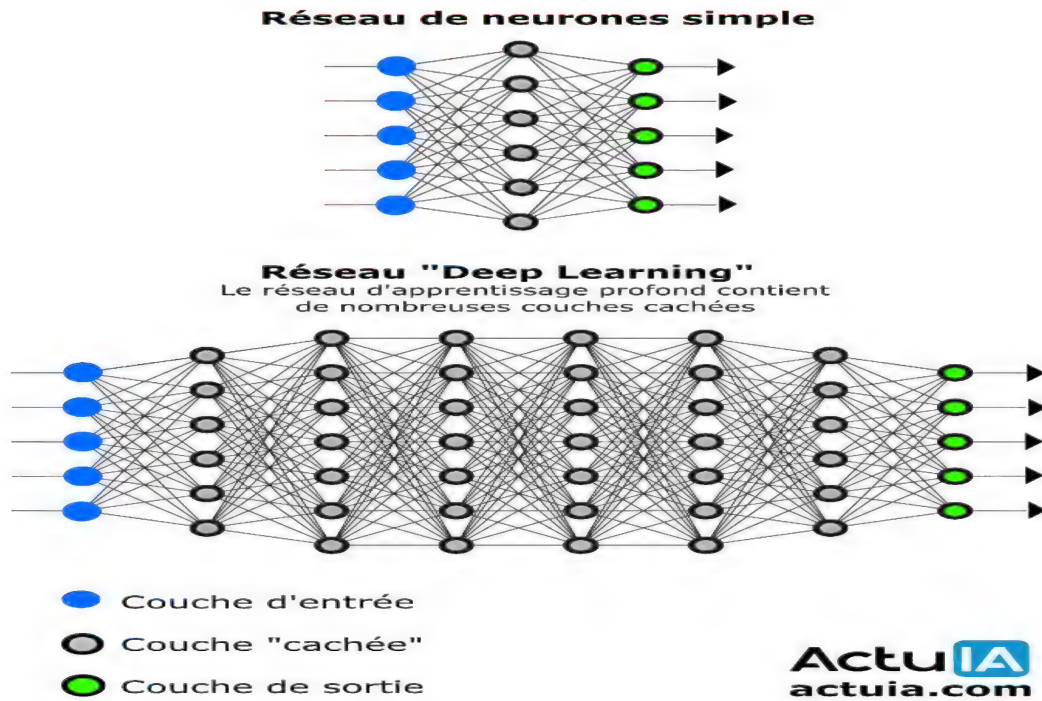 Réseau de neurones simple
Réseau "Deep Learning"
Le réseau d'apprentissage profond contient
de nombreuses couches cachées
Couche d'entrée
Couche "cachée"
Couche de sortie
ActuIA
actuia.com